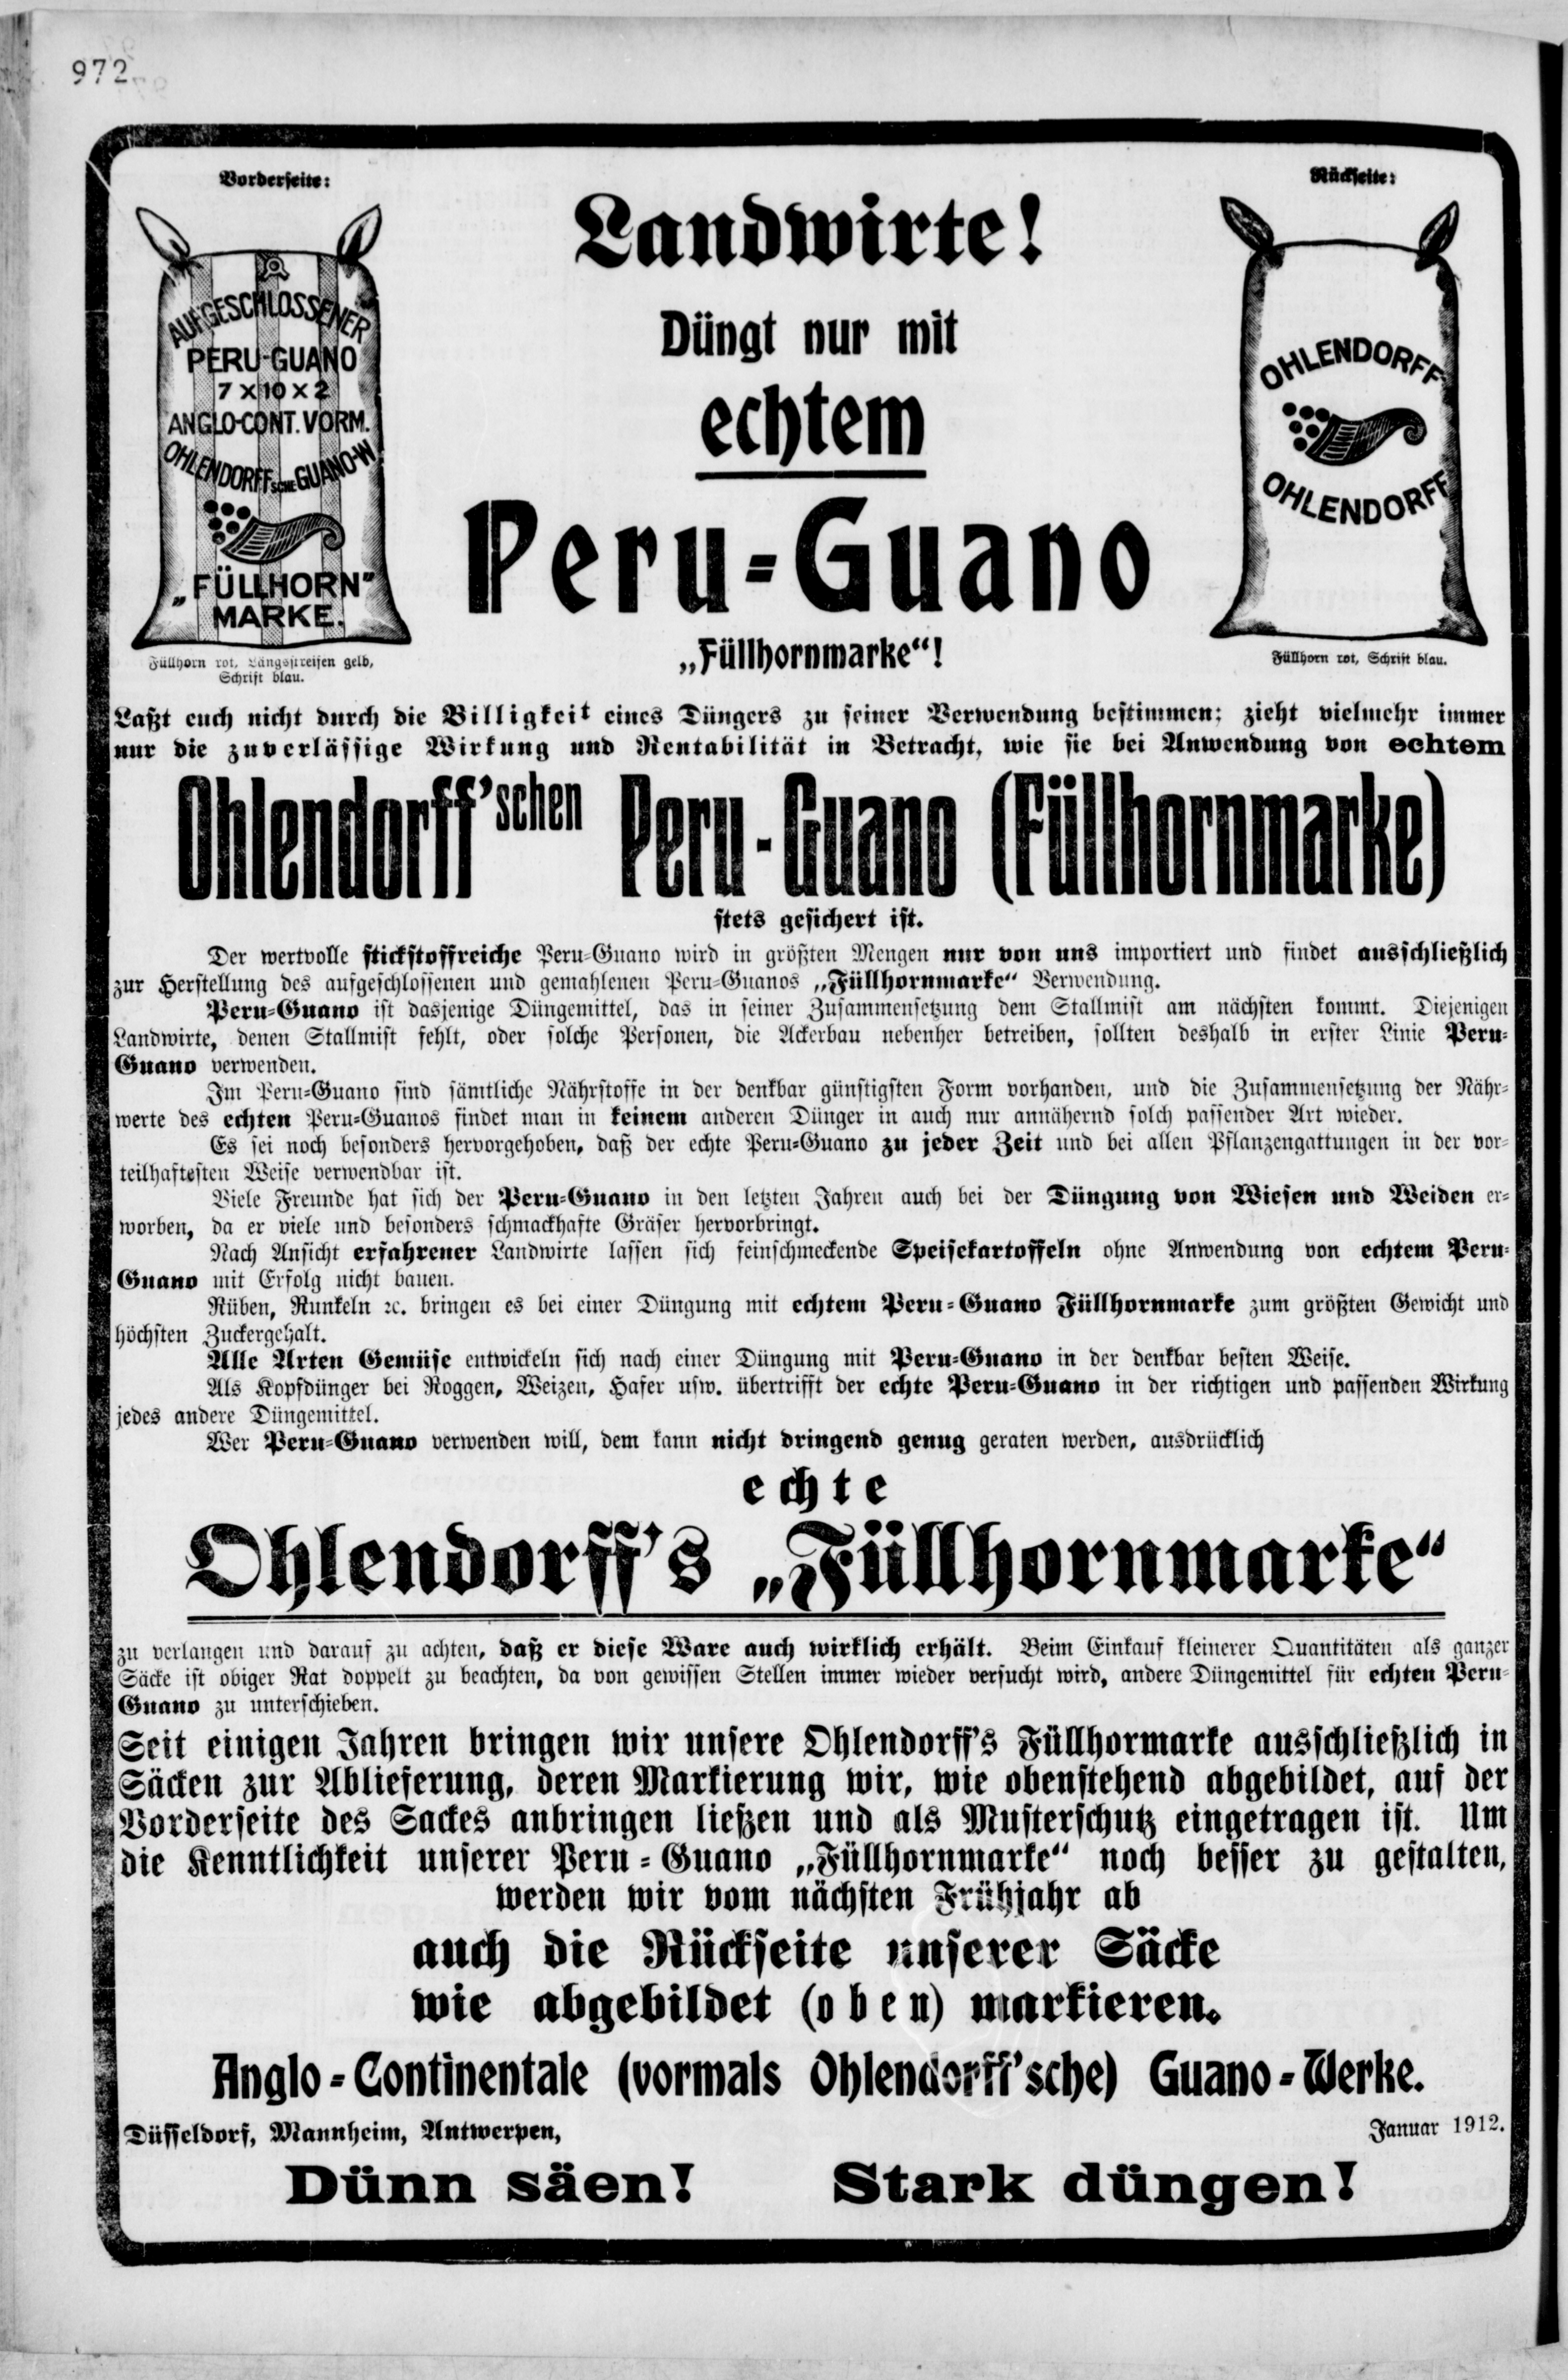 972
Vorderseite:
AUFGESCHLOSSENER
PERU-GUANO
7 x 10 x 2
ANGLO-CONT. VORM.
OHLENDORFFSCHE GUANO-W.
„FÜLLHORN"
MARKE.
Füllhorn rot, Längsstreifen gelb,
Schrift blau.
Landwirte!
Düngt nur mit
echtem
Peru-Guano
„Füllhornmarke“!
Rückseite:
OHLENDORFF
OHLENDORFF
Füllhorn rot, Schrift blau.
Laßt euch nicht durch die Billigkeit eines Düngers zu seiner Verwendung bestimmen; zieht vielmehr immer
nur die zuverlässige Wirkung und Rentabilität in Betracht, wie sie bei Anwendung von echtem
Ohlendorff'schen Peru-Guano (Füllhornmarke)
stets gesichert ist.
Der wertvolle stickstoffreiche Peru-Guano wird in größten Mengen nur von uns importiert und findet ausschließlich
zur Herstellung des aufgeschlossenen und gemahlenen Peru-Guanos „Füllhornmarke“ Verwendung.
Peru-Guano ist dasjenige Düngemittel, das in seiner Zusammensetzung dem Stallmist am nächsten kommt. Diejenigen
Landwirte, denen Stallmist fehlt, oder solche Personen, die Ackerbau nebenher betreiben, sollten deshalb in erster Linie Peru-
Guano verwenden.
Im Peru-Guano sind sämtliche Nährstoffe in der denkbar günstigsten Form vorhanden, und die Zusammensetzung der Nähr-
werte des echten Peru-Guanos findet man in keinem anderen Dünger in auch nur annähernd solch passender Art wieder.
Es sei noch besonders hervorgehoben, daß der echte Peru-Guano zu jeder Zeit und bei allen Pflanzengattungen in der vor-
teilhaftesten Weise verwendbar ist.
Viele Freunde hat sich der Peru-Guano in den letzten Jahren auch bei der Düngung von Wiesen und Weiden er-
worben, da er viele und besonders schmackhafte Gräser hervorbringt.
Nach Ansicht erfahrener Landwirte lassen sich feinschmeckende Speisekartoffeln ohne Anwendung von echtem Peru-
Guano mit Erfolg nicht bauen.
Rüben, Runkeln ꝛc. bringen es bei einer Düngung mit echtem Peru-Guano Füllhornmarke zum größten Gewicht und
höchsten Zuckergehalt.
Alle Arten Gemüse entwickeln sich nach einer Düngung mit Peru-Guano in der denkbar besten Weise.
Als Kopfdünger bei Roggen, Weizen, Hafer usw. übertrifft der echte Peru-Guano in der richtigen und passenden Wirkung
jedes andere Düngemittel.
Wer Peru-Guano verwenden will, dem kann nicht dringend genug geraten werden, ausdrücklich
echte
Ohlendorff's „Füllhornmarke“
zu verlangen und darauf zu achten, daß er diese Ware auch wirklich erhält. Beim Einkauf kleinerer Quantitäten als ganzer
Säcke ist obiger Rat doppelt zu beachten, da von gewissen Stellen immer wieder versucht wird, andere Düngemittel für echten Peru-
Guano zu unterschieben.
Seit einigen Jahren bringen wir unsere Ohlendorff's Füllhormarke ausschließlich in
Säcken zur Ablieferung, deren Markierung wir, wie obenstehend abgebildet, auf der
Vorderseite des Sackes anbringen ließen und als Musterschutz eingetragen ist. Um
die Kenntlichkeit unserer Peru-Guano „Füllhornmarke“ noch besser zu gestalten,
werden wir vom nächsten Frühjahr ab
auch die Rückseite unserer Säcke
wie abgebildet (oben) markieren.
Anglo-Continentale (vormals Ohlendorff'sche) Guano-Werke.
Düsseldorf, Mannheim, Antwerpen,
Januar 1912.
Dünn säen! Stark düngen!